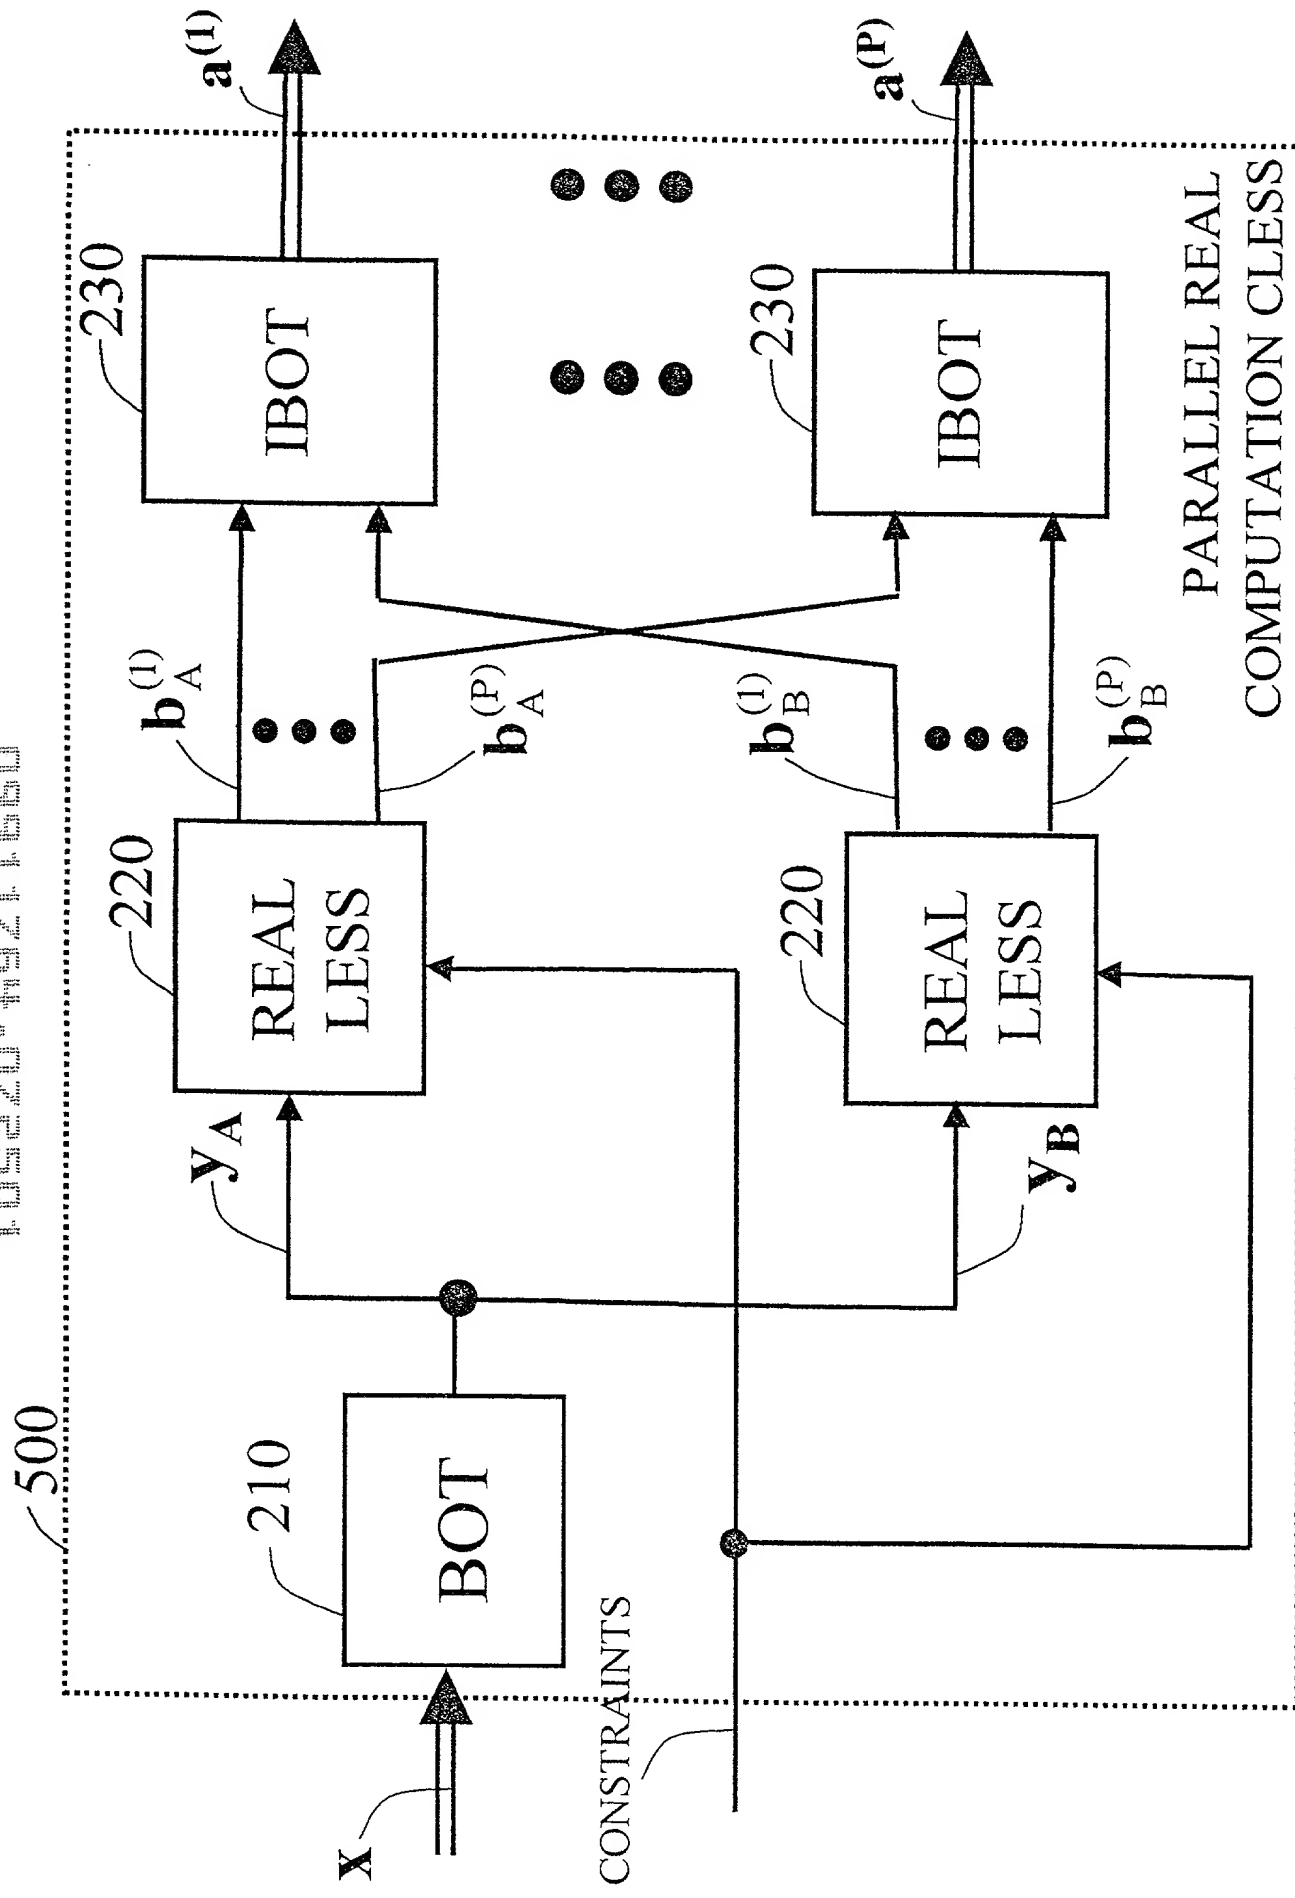 500
x
210
BOT
CONSTRAINTS
y_A
y_B
220
REAL
LESS
220
REAL
LESS
b_A^(1)
b_A^(P)
b_B^(1)
b_B^(P)
230
IBOT
230
IBOT
a^(1)
a^(P)
PARALLEL REAL
COMPUTATION CLESS